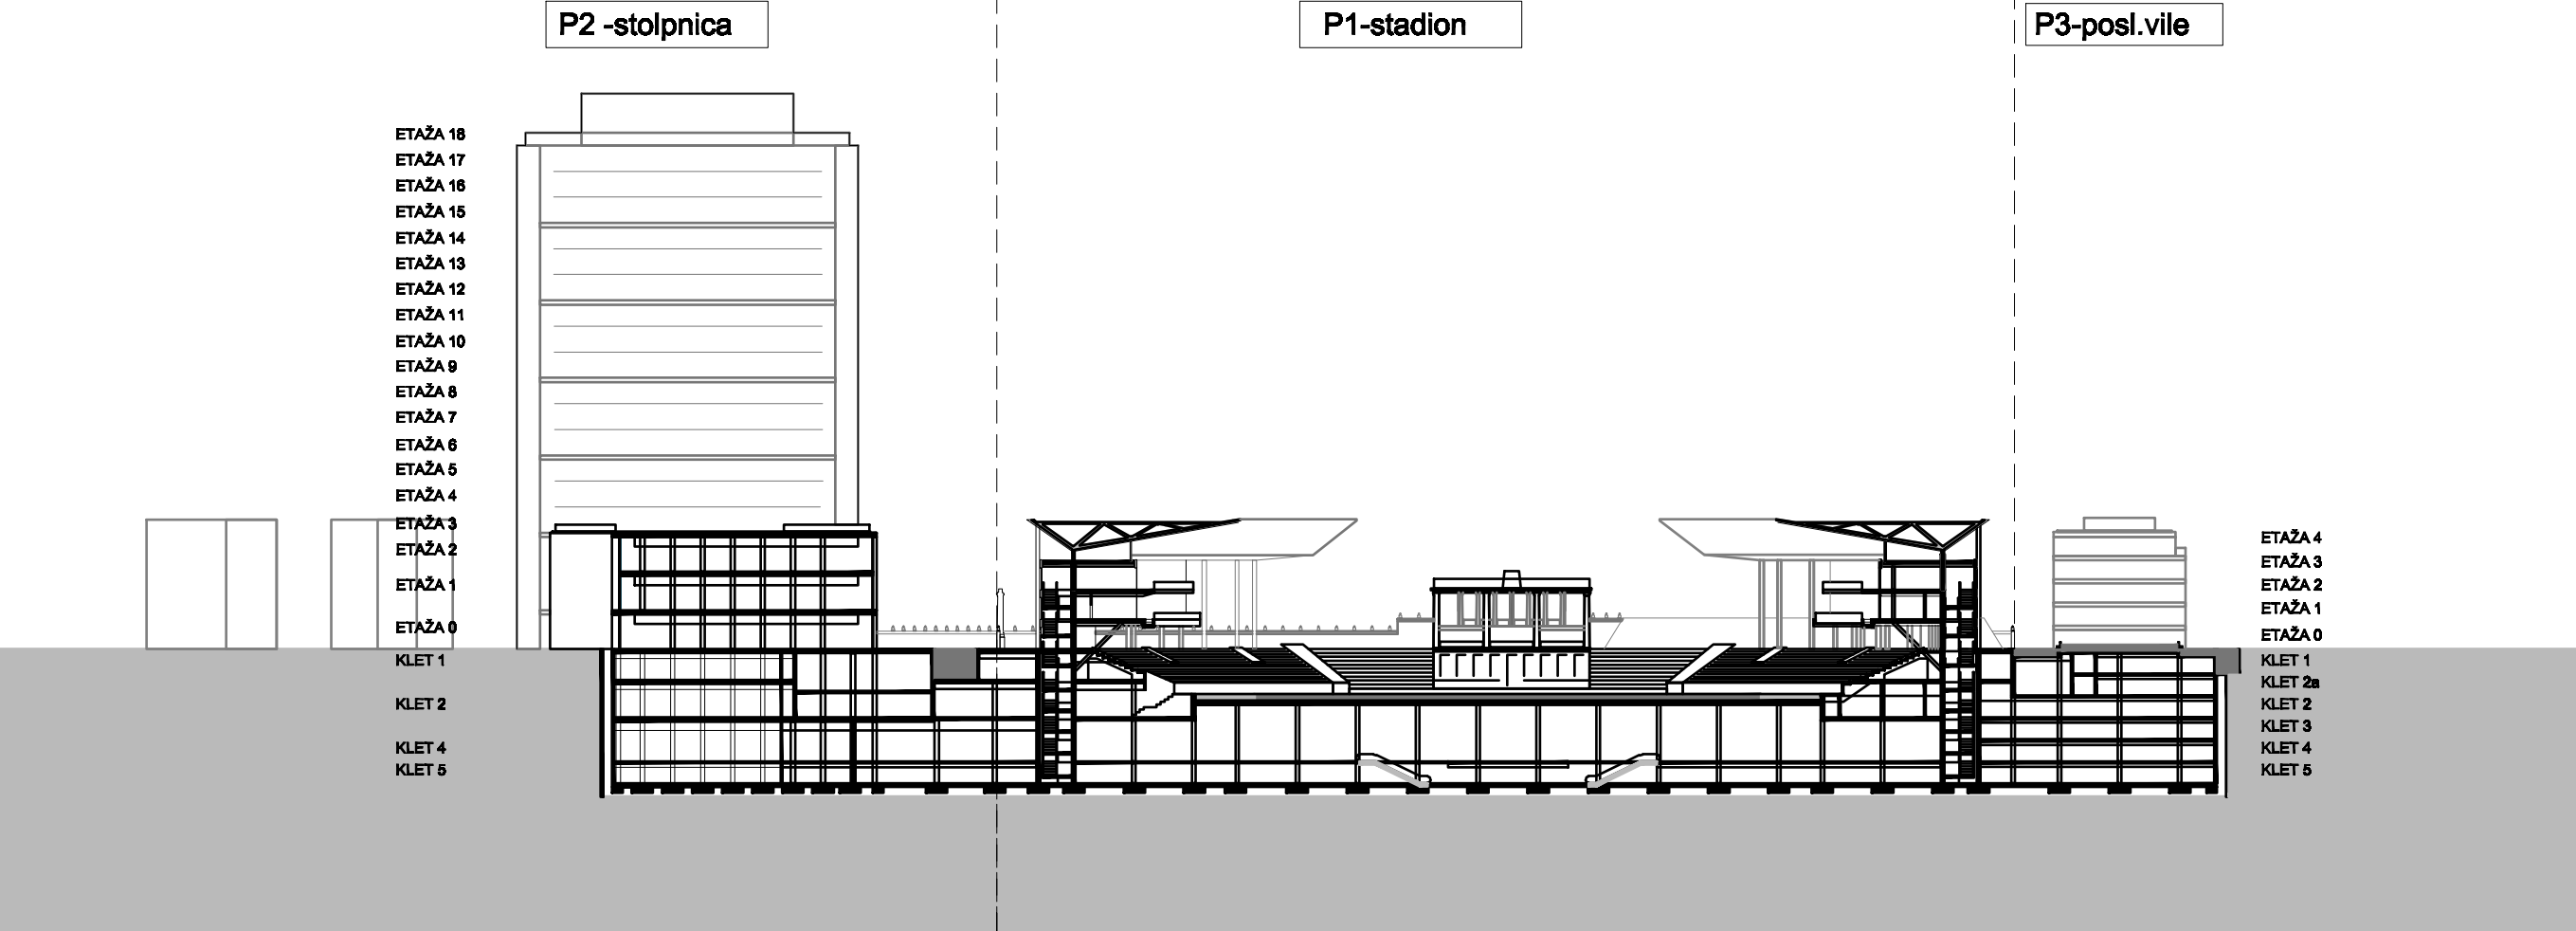 P2 -stolpnica
P1-stadion
P3-posl.vile
ETAŽA 18
ETAŽA 17
ETAŽA 16
ETAŽA 15
ETAŽA 14
ETAŽA 13
ETAŽA 12
ETAŽA 11
ETAŽA 10
ETAŽA 9
ETAŽA 8
ETAŽA 7
ETAŽA 6
ETAŽA 5
ETAŽA 4
ETAŽA 3
ETAŽA 2
ETAŽA 1
ETAŽA 0
KLET 1
KLET 2
KLET 4
KLET 5
ETAŽA 4
ETAŽA 3
ETAŽA 2
ETAŽA 1
ETAŽA 0
KLET 1
KLET 2a
KLET 2
KLET 3
KLET 4
KLET 5